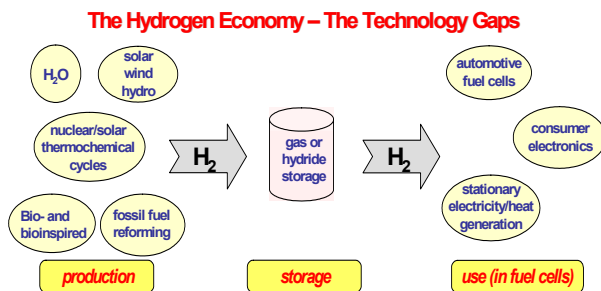 The Hydrogen Economy – The Technology Gaps
H₂O
solar
wind
hydro
nuclear/solar
thermochemical
cycles
Bio- and
bioinspired
fossil fuel
reforming
H₂
gas or
hydride
storage
H₂
automotive
fuel cells
consumer
electronics
stationary
electricity/heat
generation
production
storage
use (in fuel cells)